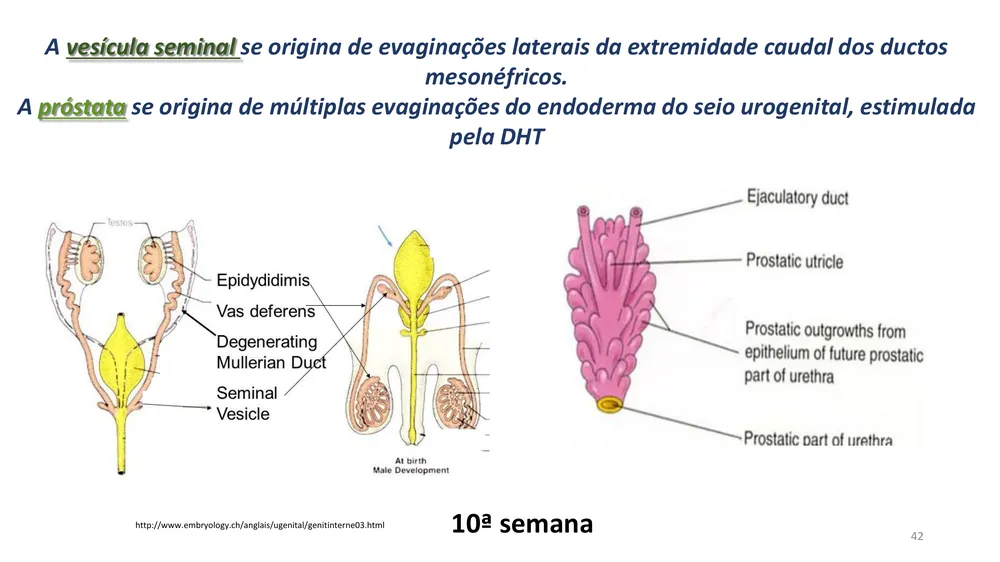 A vesícula seminal se origina de evaginações laterais da extremidade caudal dos ductos
mesonéfricos.
A próstata se origina de múltiplas evaginações do endoderma do seio urogenital, estimulada
pela DHT
Testes
Epidydidimis
Vas deferens
Degenerating
Mullerian Duct
Seminal
Vesicle
At birth
Male Development
Ejaculatory duct
Prostatic utricle
Prostatic outgrowths from
epithelium of future prostatic
part of urethra
Prostatic part of urethra
http://www.embryology.ch/anglais/ugenital/genitinterne03.html
10ª semana
42